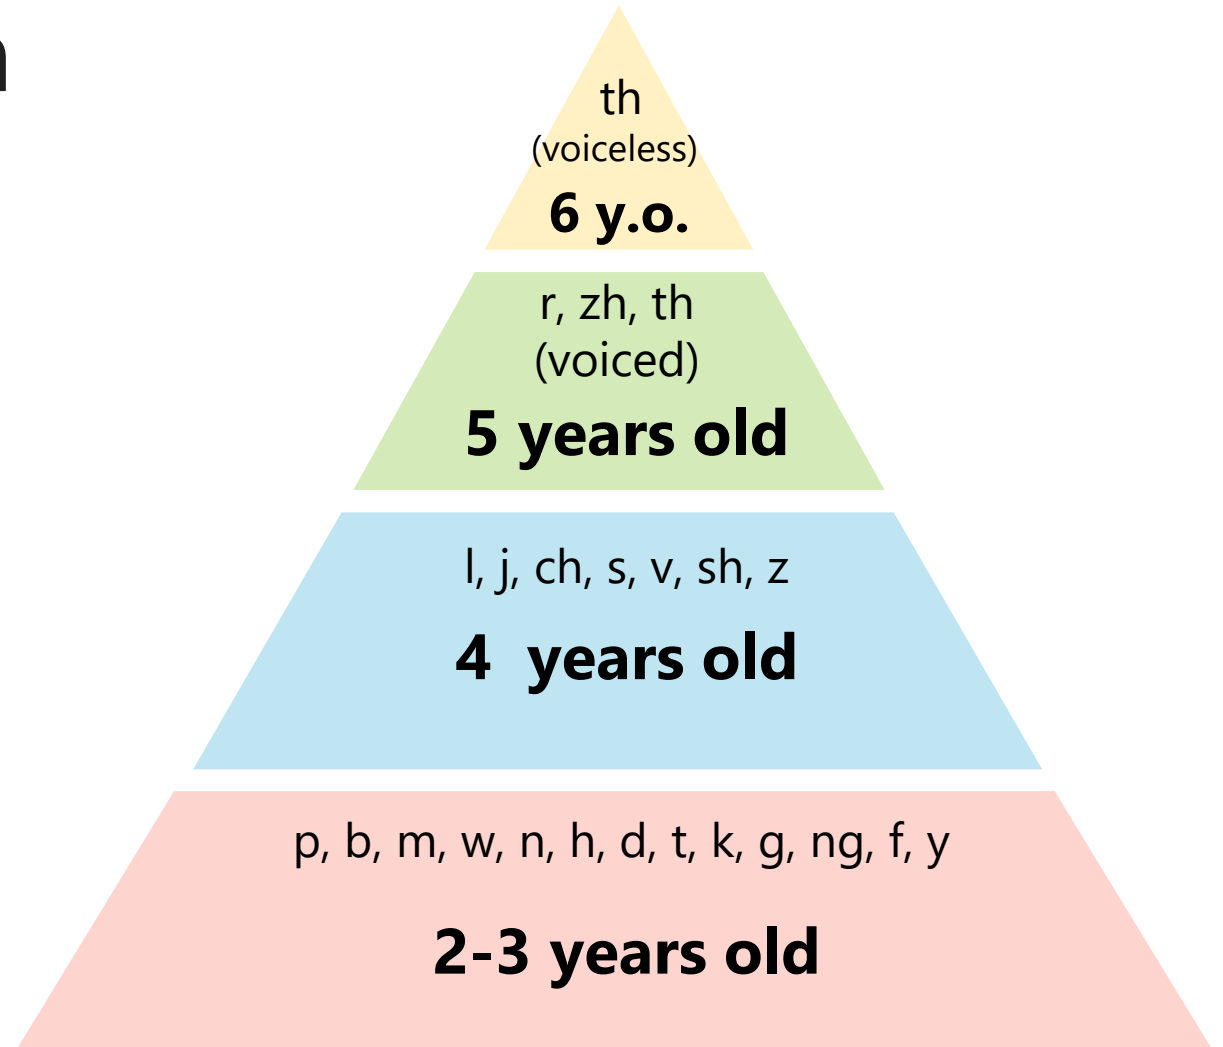 th
(voiceless)
6 y.o.
r, zh, th
(voiced)
5 years old
l, j, ch, s, v, sh, z
4 years old
p, b, m, w, n, h, d, t, k, g, ng, f, y
2-3 years old